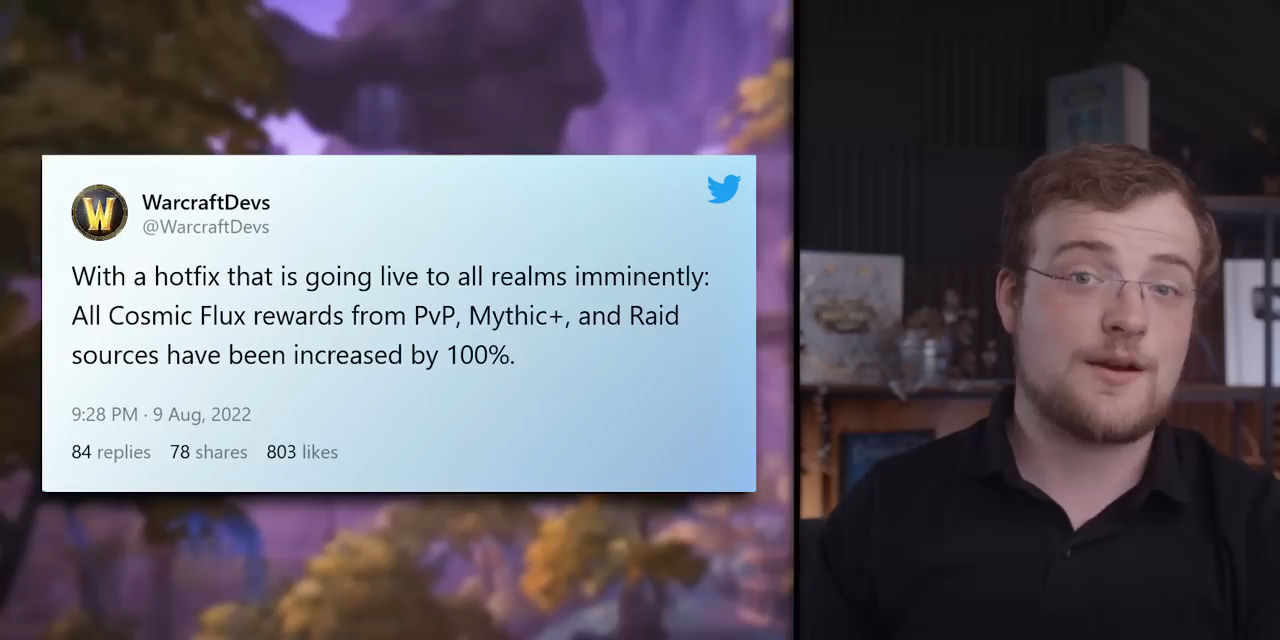 WarcraftDevs
@WarcraftDevs
With a hotfix that is going live to all realms imminently:
All Cosmic Flux rewards from PvP, Mythic+, and Raid
sources have been increased by 100%.
9:28 PM · 9 Aug, 2022
84 replies 78 shares 803 likes